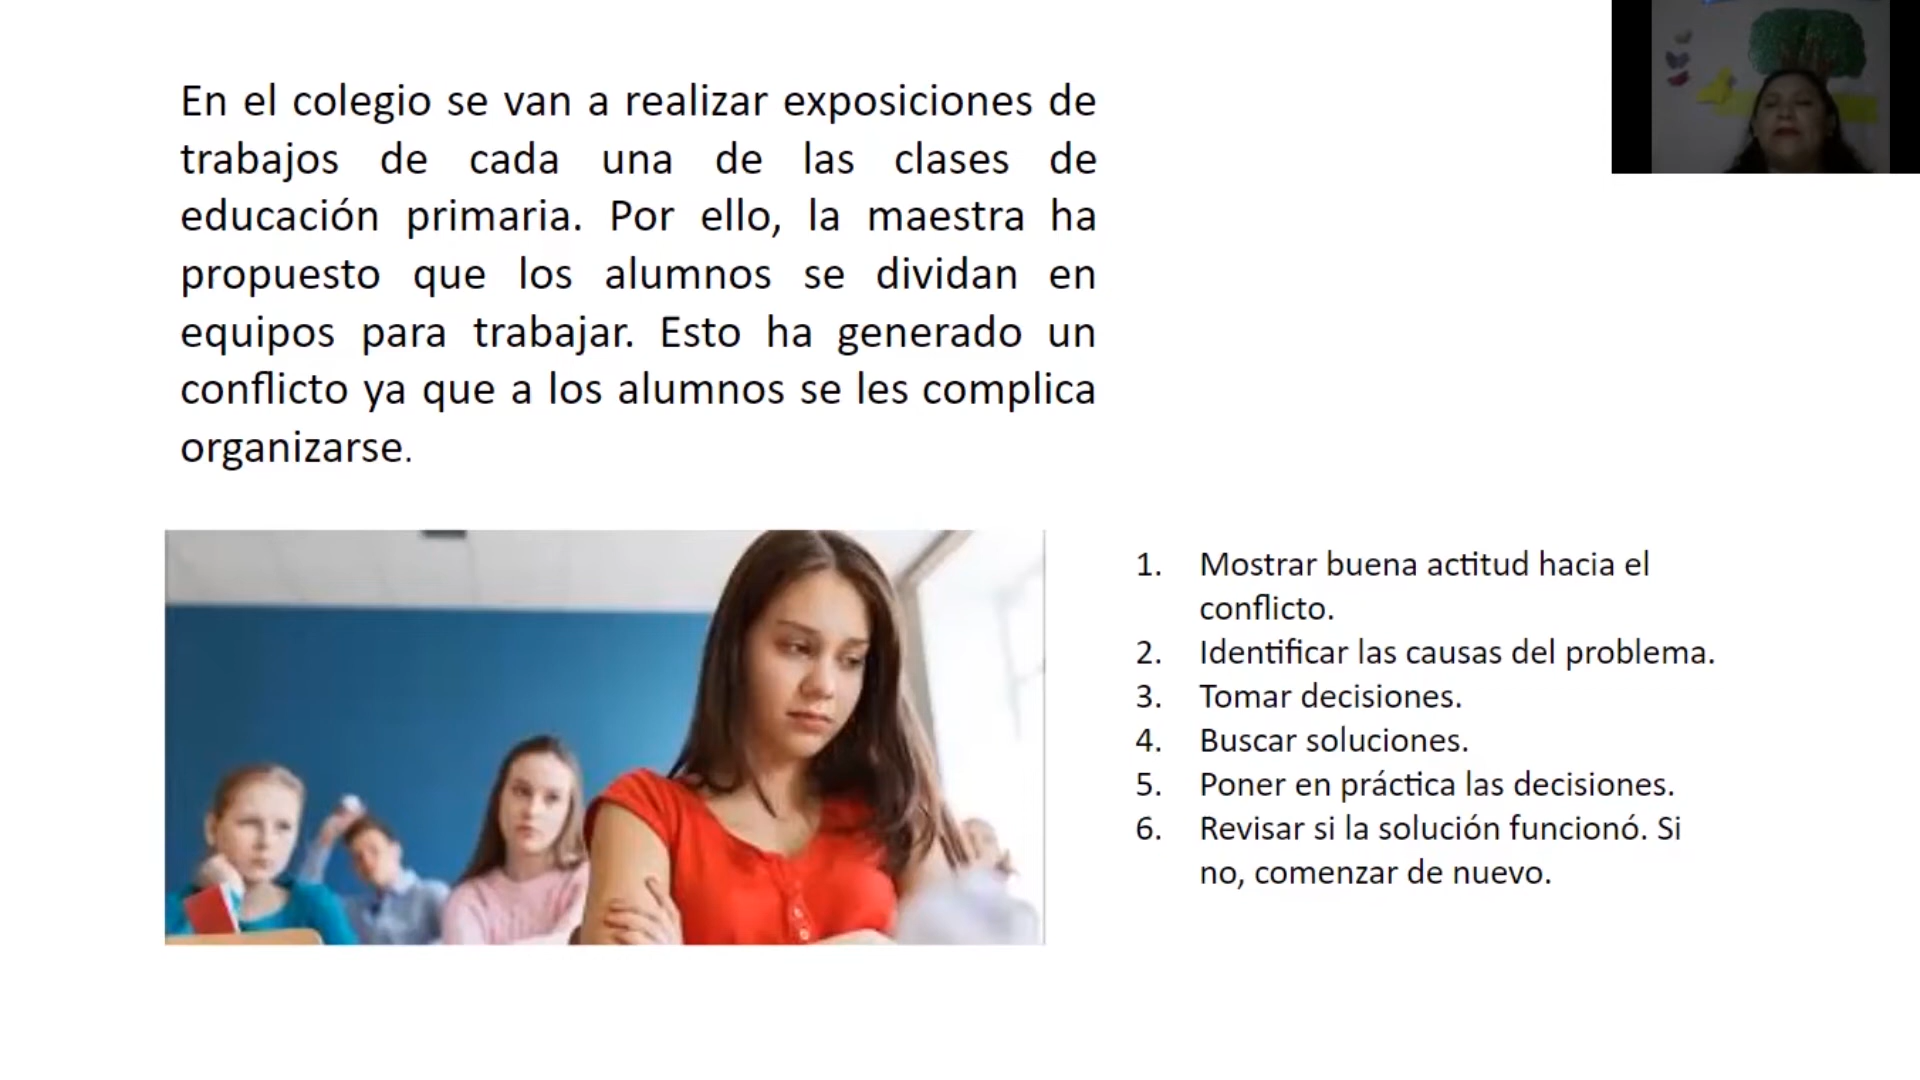 En el colegio se van a realizar exposiciones de
trabajos de cada una de las clases de
educación primaria. Por ello, la maestra ha
propuesto que los alumnos se dividan en
equipos para trabajar. Esto ha generado un
conflicto ya que a los alumnos se les complica
organizarse.
1. Mostrar buena actitud hacia el
conflicto.
2. Identificar las causas del problema.
3. Tomar decisiones.
4. Buscar soluciones.
5. Poner en práctica las decisiones.
6. Revisar si la solución funcionó. Si
no, comenzar de nuevo.